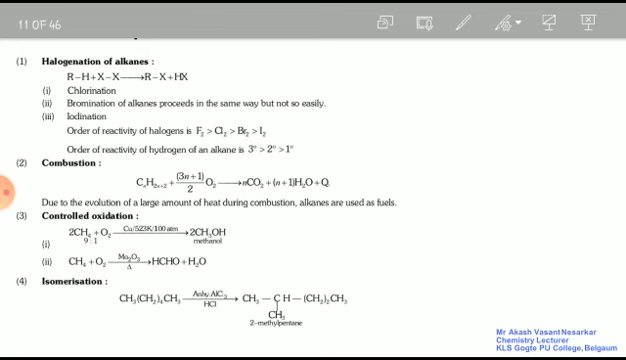 11 OF 46
(1) Halogenation of alkanes :
R–H+X–X⟶R–X+HX
(i) Chlorination
(ii) Bromination of alkanes proceeds in the same way but not so easily.
(iii) Iodination
Order of reactivity of halogens is F₂ > Cl₂ > Br₂ > I₂
Order of reactivity of hydrogen of an alkane is 3° > 2° > 1°
(2) Combustion :
CₙH₂ₙ₊₂ + (3n+1)/2 O₂ ⟶ nCO₂ + (n+1)H₂O + Q
Due to the evolution of a large amount of heat during combustion, alkanes are used as fuels.
(3) Controlled oxidation :
(i) 2CH₄ + O₂ —Cu/523K/100 atm→ 2CH₃OH
9 : 1 methanol
(ii) CH₄ + O₂ —Mo₂O₃/Δ→ HCHO + H₂O
(4) Isomerisation :
CH₃(CH₂)₄CH₃ —Anhy. AlCl₃/HCl→ CH₃ – CH – (CH₂)₂CH₃
CH₃
2-methylpentane
Mr Akash Vasant Nesarkar
Chemistry Lecturer
KLS Gogte PU College, Belgaum